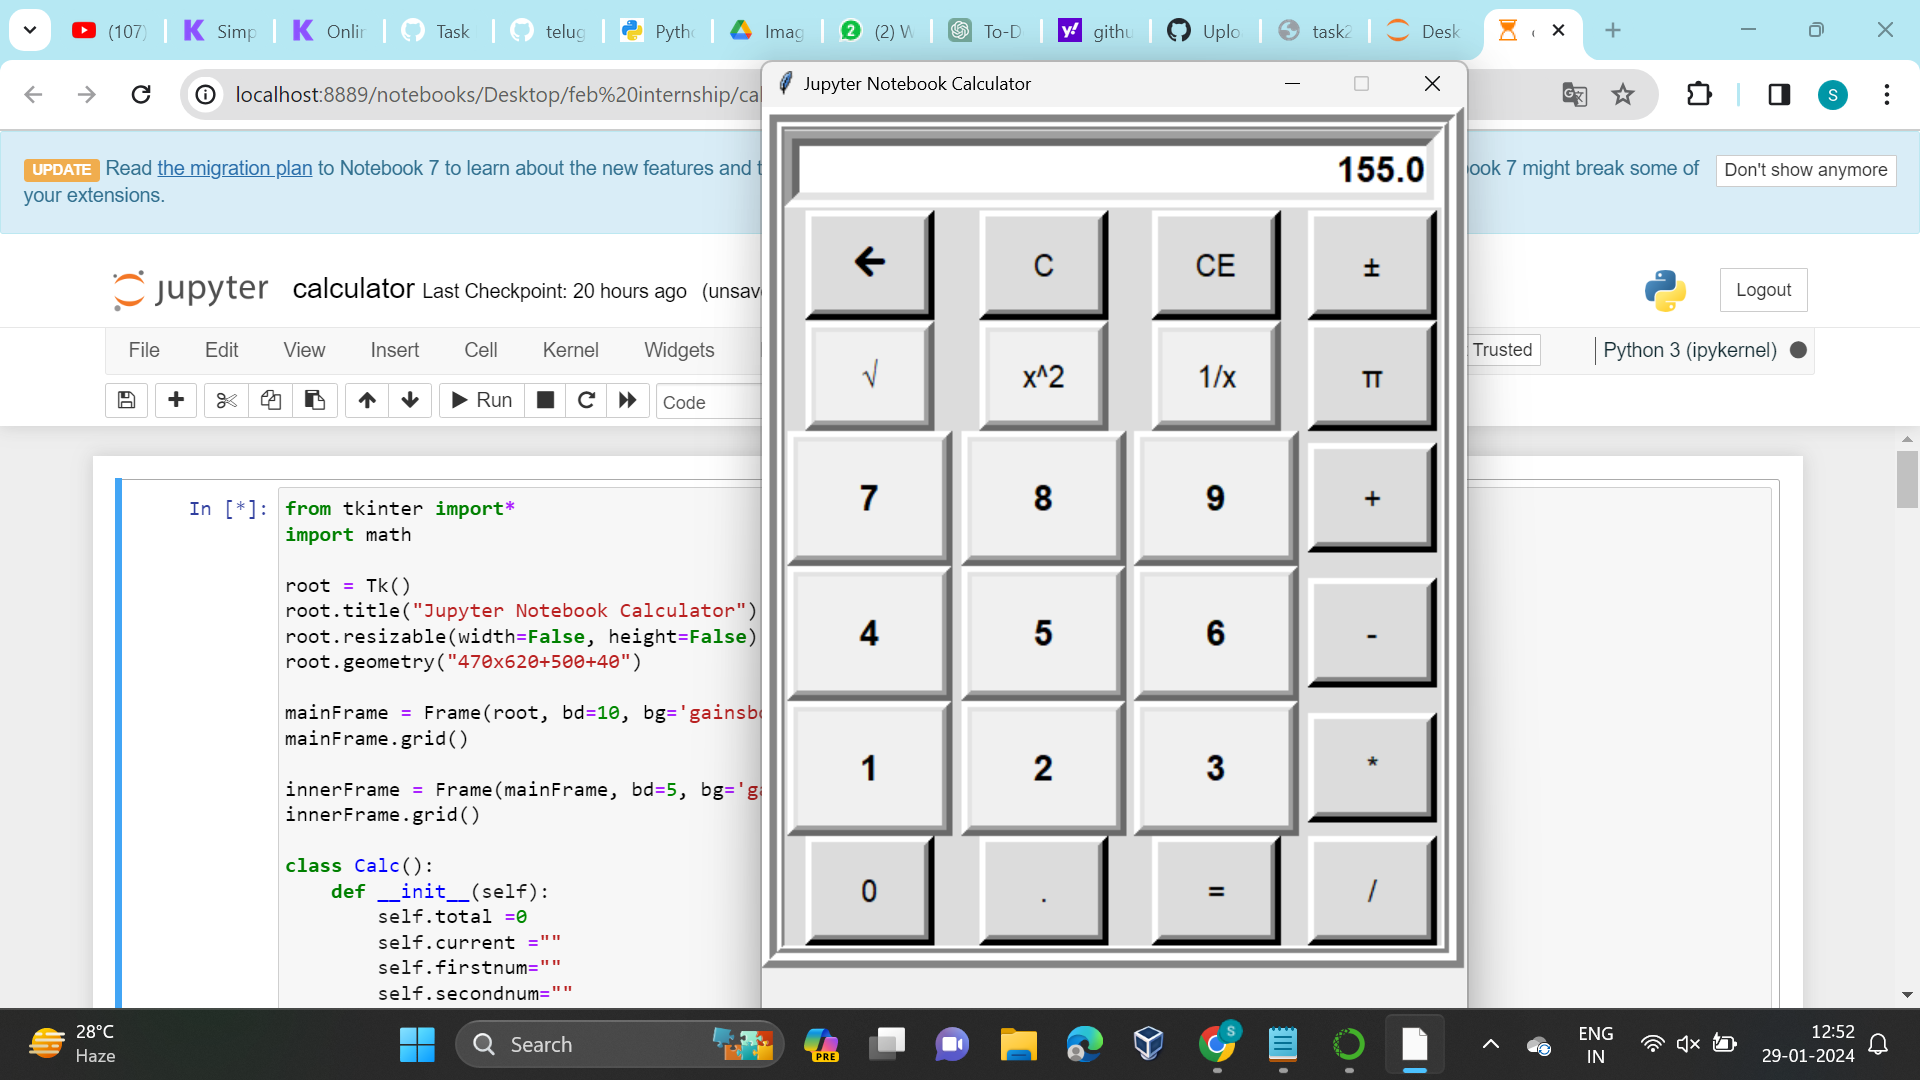 (107)
Simp
Onlin
Task
telug
Pyth
Imag
(2) W
To-D
githu
Uplo
task2
Desk
localhost:8889/notebooks/Desktop/feb%20internship/cal
Jupyter Notebook Calculator
UPDATE Read the migration plan to Notebook 7 to learn about the new features and t
ook 7 might break some of
your extensions.
Don't show anymore
155.0
jupyter calculator Last Checkpoint: 20 hours ago (unsav
Logout
← C CE ±
File Edit View Insert Cell Kernel Widgets
Trusted
Python 3 (ipykernel)
√ x^2 1/x π
Run
Code
7 8 9 +
4 5 6 -
1 2 3 *
0 . = /
In [*]:
from tkinter import*
import math
root = Tk()
root.title("Jupyter Notebook Calculator")
root.resizable(width=False, height=False)
root.geometry("470x620+500+40")
mainFrame = Frame(root, bd=10, bg='gainsbo
mainFrame.grid()
innerFrame = Frame(mainFrame, bd=5, bg='ga
innerFrame.grid()
class Calc():
def __init__(self):
self.total =0
self.current =""
self.firstnum=""
self.secondnum=""
28°C
Haze
Search
PRE
S
ENG
IN
12:52
29-01-2024